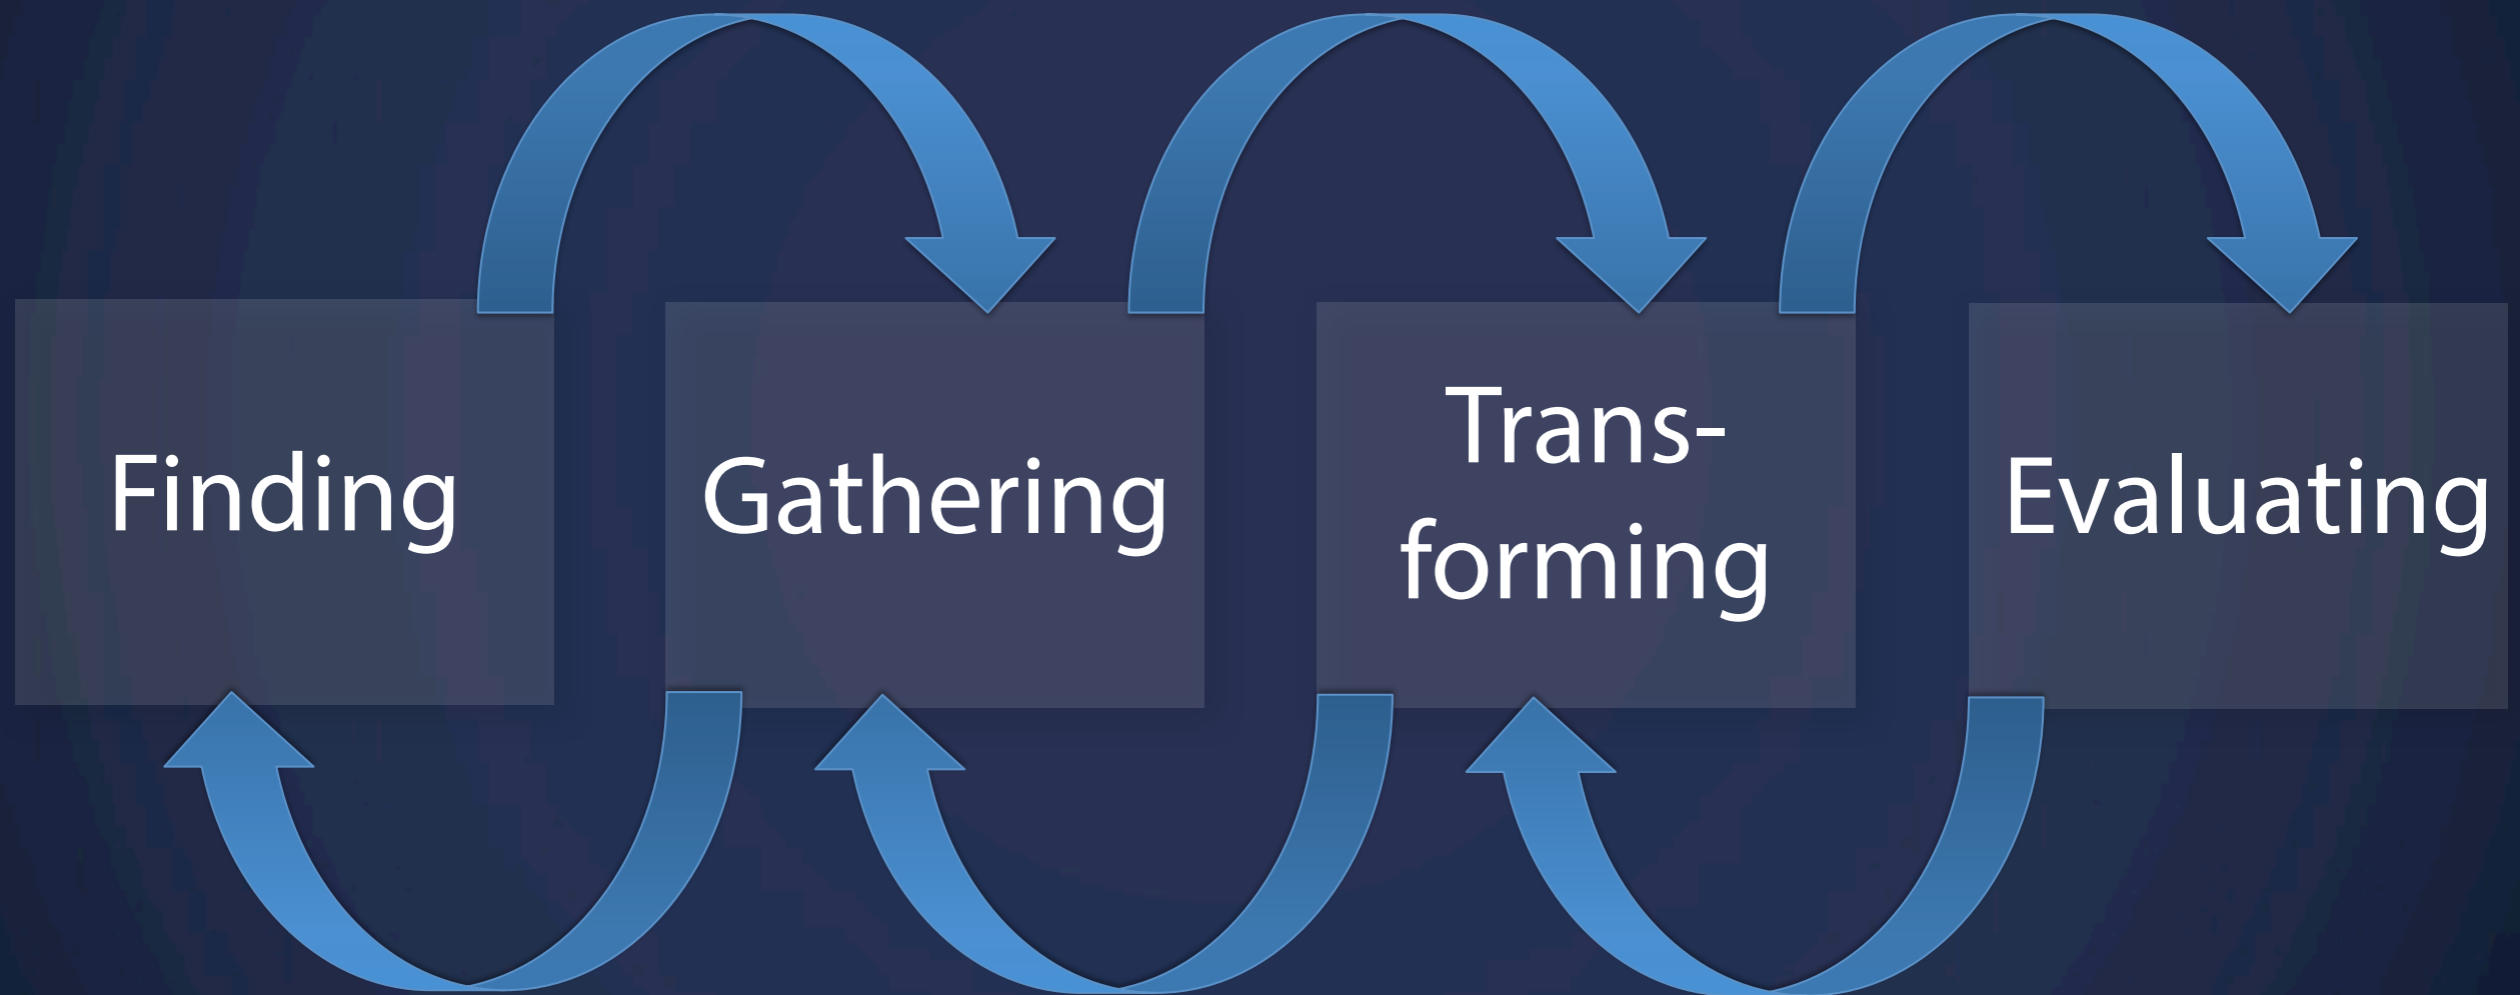 Finding
Gathering
Trans-
forming
Evaluating